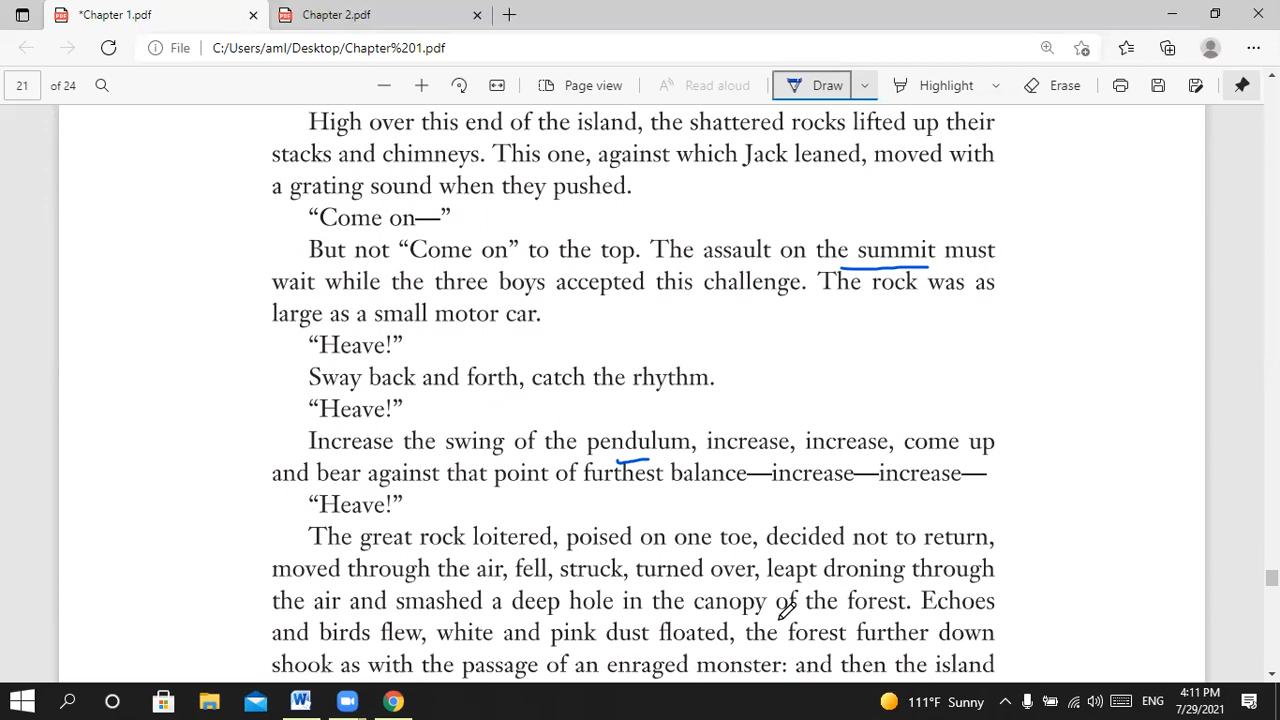 *Chapter 1.pdf
Chapter 2.pdf
File
C:/Users/aml/Desktop/Chapter%201.pdf
21 of 24
Page view
Read aloud
Draw
Highlight
Erase
High over this end of the island, the shattered rocks lifted up their
stacks and chimneys. This one, against which Jack leaned, moved with
a grating sound when they pushed.
“Come on—”
But not “Come on” to the top. The assault on the summit must
wait while the three boys accepted this challenge. The rock was as
large as a small motor car.
“Heave!”
Sway back and forth, catch the rhythm.
“Heave!”
Increase the swing of the pendulum, increase, increase, come up
and bear against that point of furthest balance—increase—increase—
“Heave!”
The great rock loitered, poised on one toe, decided not to return,
moved through the air, fell, struck, turned over, leapt droning through
the air and smashed a deep hole in the canopy of the forest. Echoes
and birds flew, white and pink dust floated, the forest further down
shook as with the passage of an enraged monster: and then the island
111°F Sunny
ENG
4:11 PM
7/29/2021